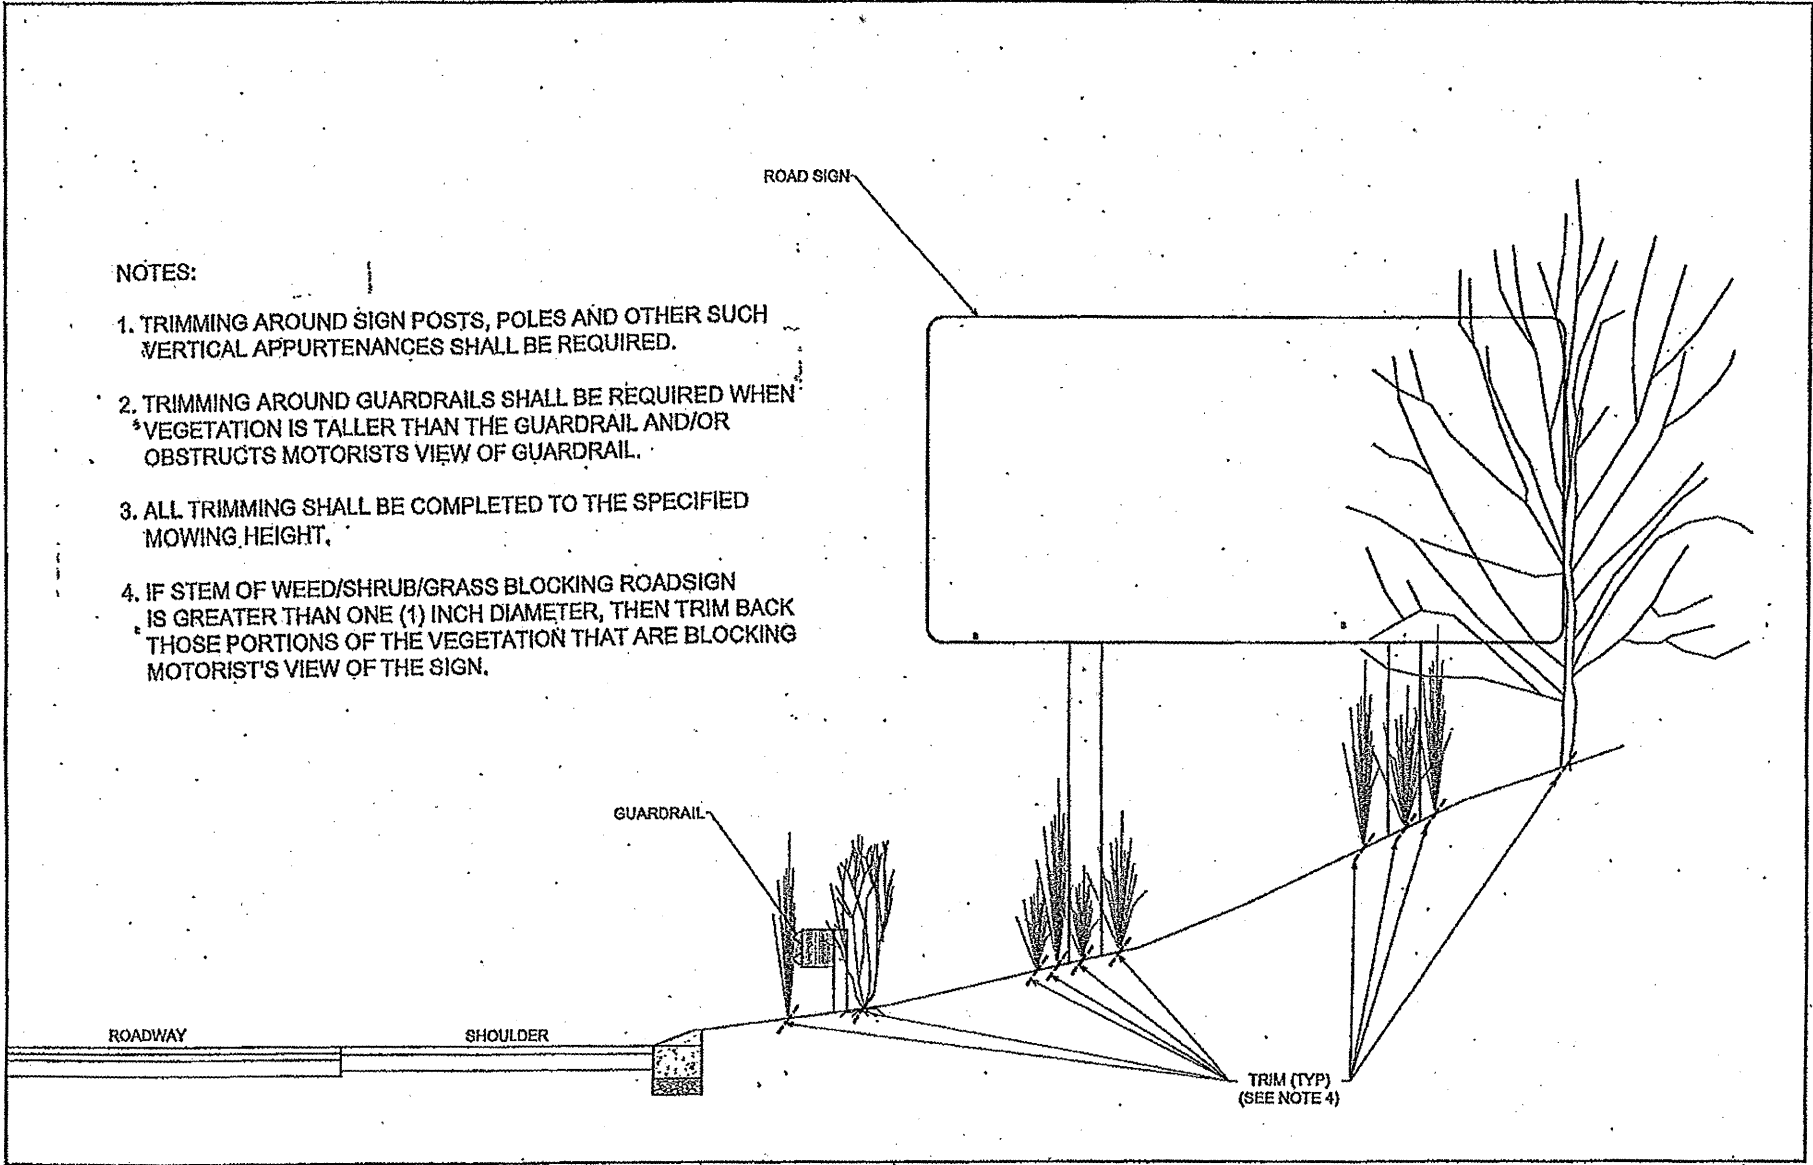 ROAD SIGN
NOTES:
1. TRIMMING AROUND SIGN POSTS, POLES AND OTHER SUCH
VERTICAL APPURTENANCES SHALL BE REQUIRED.
2. TRIMMING AROUND GUARDRAILS SHALL BE REQUIRED WHEN
VEGETATION IS TALLER THAN THE GUARDRAIL AND/OR
OBSTRUCTS MOTORISTS VIEW OF GUARDRAIL.
3. ALL TRIMMING SHALL BE COMPLETED TO THE SPECIFIED
MOWING HEIGHT.
4. IF STEM OF WEED/SHRUB/GRASS BLOCKING ROADSIGN
IS GREATER THAN ONE (1) INCH DIAMETER, THEN TRIM BACK
THOSE PORTIONS OF THE VEGETATION THAT ARE BLOCKING
MOTORIST'S VIEW OF THE SIGN.
GUARDRAIL
ROADWAY
SHOULDER
TRIM (TYP)
(SEE NOTE 4)